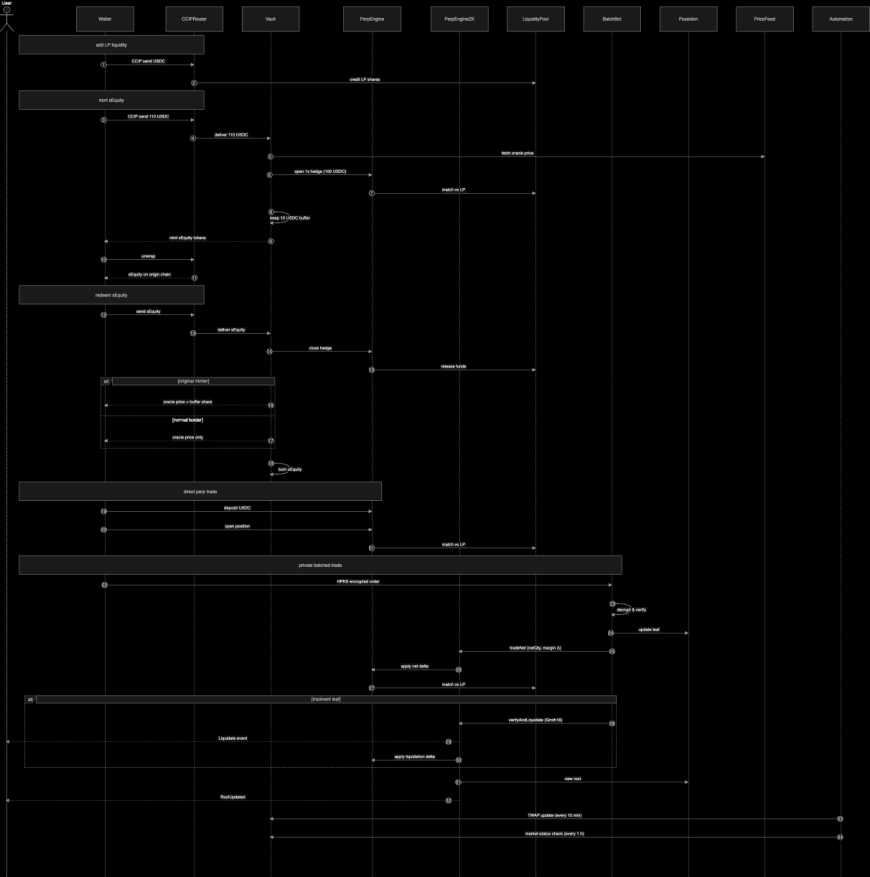 User
Wallet
CCIPRouter
Vault
PerpEngine
PerpEngineZK
LiquidityPool
BatchBot
Poseidon
PriceFeed
Automation
add LP liquidity
1
CCIP send USDC
2
credit LP shares
mint sEquity
3
CCIP send 110 USDC
4
deliver 110 USDC
5
fetch oracle price
6
open 1x hedge (100 USDC)
7
match vs LP
8
keep 10 USDC buffer
mint sEquity tokens
9
10
unwrap
sEquity on origin chain
11
redeem sEquity
12
send sEquity
13
deliver sEquity
14
close hedge
15
release funds
alt
[original minter]
oracle price + buffer share
16
[normal holder]
oracle price only
17
18
burn sEquity
direct perp trade
19
deposit USDC
20
open position
21
match vs LP
private batched trade
22
HPKE-encrypted order
23
decrypt & verify
24
update leaf
tradeNet (netQty, margin Δ)
25
apply net delta
26
27
match vs LP
alt
[insolvent leaf]
verifyAndLiquidate (Groth16)
28
Liquidate event
29
apply liquidation delta
30
31
new root
RootUpdated
32
TWAP update (every 10 min)
33
market-status check (every 1 h)
34